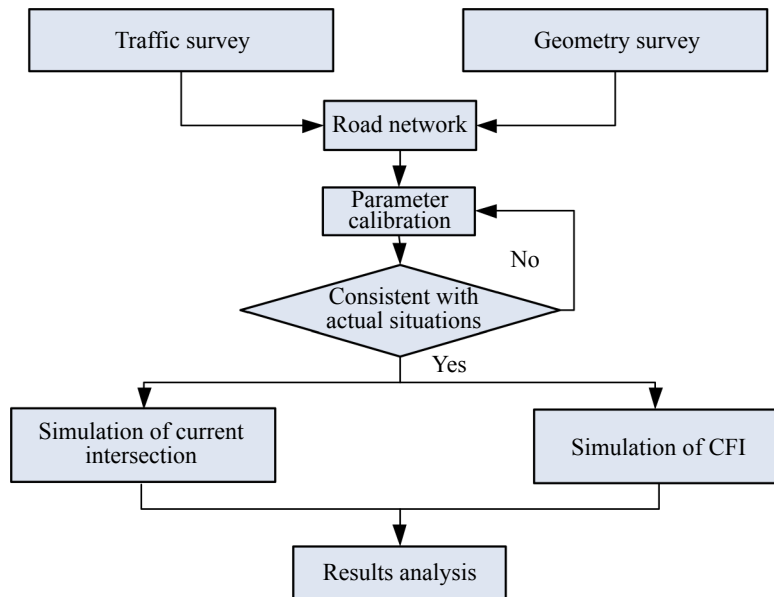 Traffic survey
Geometry survey
Road network
Parameter
calibration
No
Consistent with
actual situations
Yes
Simulation of current
intersection
Simulation of CFI
Results analysis